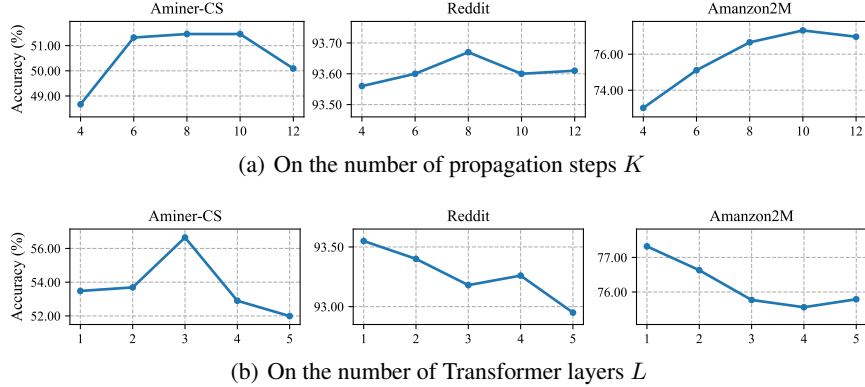 Aminer-CS Reddit Amanzon2M
Accuracy (%)
51.00 93.70 76.00
50.00 93.60 74.00
49.00 93.50
4 6 8 10 12 4 6 8 10 12 4 6 8 10 12
(a) On the number of propagation steps K
Aminer-CS Reddit Amanzon2M
Accuracy (%)
56.00 93.50 77.00
54.00 93.00 76.00
52.00
1 2 3 4 5 1 2 3 4 5 1 2 3 4 5
(b) On the number of Transformer layers L